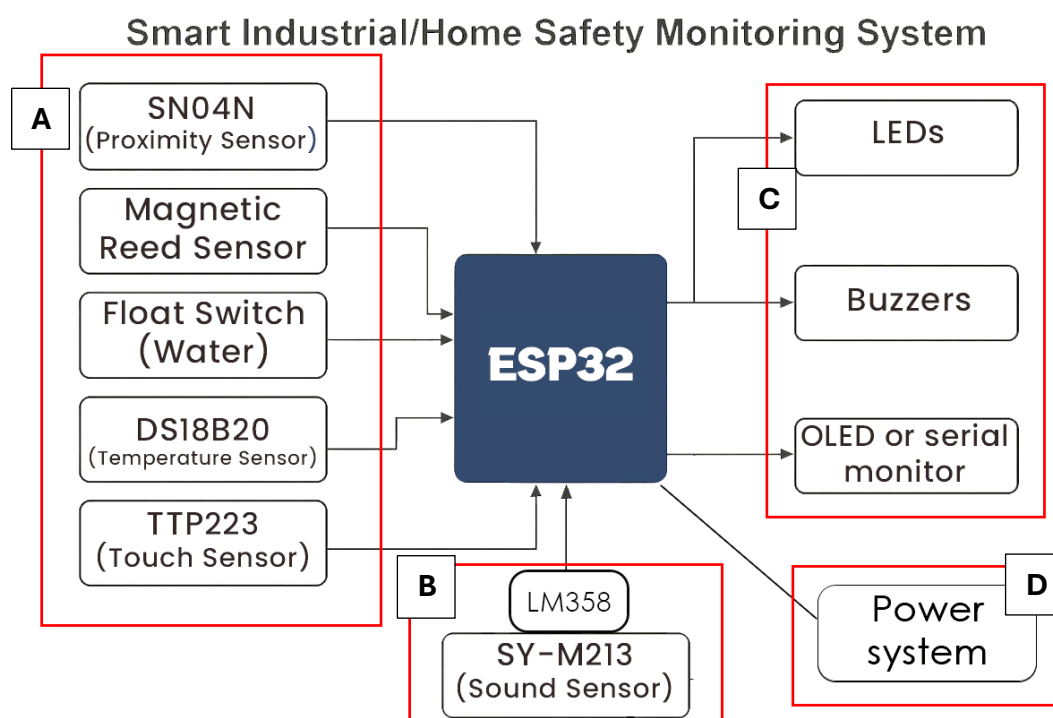 Smart Industrial/Home Safety Monitoring System
A
SN04N
(Proximity Sensor)
Magnetic
Reed Sensor
Float Switch
(Water)
DS18B20
(Temperature Sensor)
TTP223
(Touch Sensor)
ESP32
B
LM358
SY-M213
(Sound Sensor)
C
LEDs
Buzzers
OLED or serial
monitor
D
Power
system